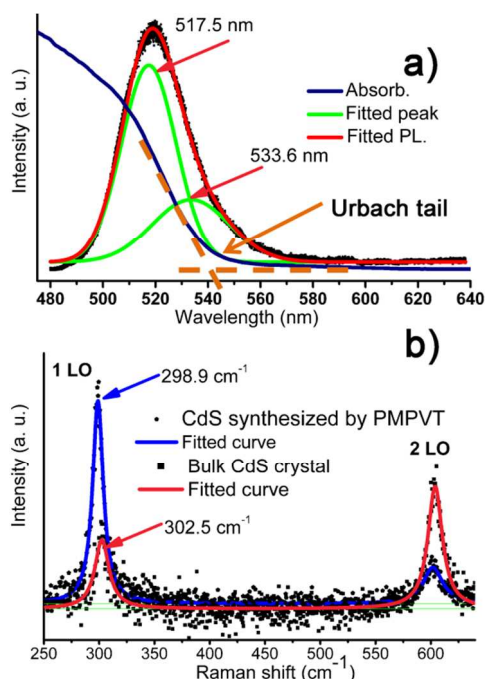 517.5 nm
a)
Absorb.
Fitted peak
Fitted PL.
533.6 nm
Urbach tail
Intensity (a. u.)
480 500 520 540 560 580 600 620 640
Wavelength (nm)
b)
1 LO
298.9 cm⁻¹
CdS synthesized by PMPVT
Fitted curve
2 LO
Bulk CdS crystal
Fitted curve
302.5 cm⁻¹
Intensity (a. u.)
250 300 350 400 450 500 550 600
Raman shift (cm⁻¹)